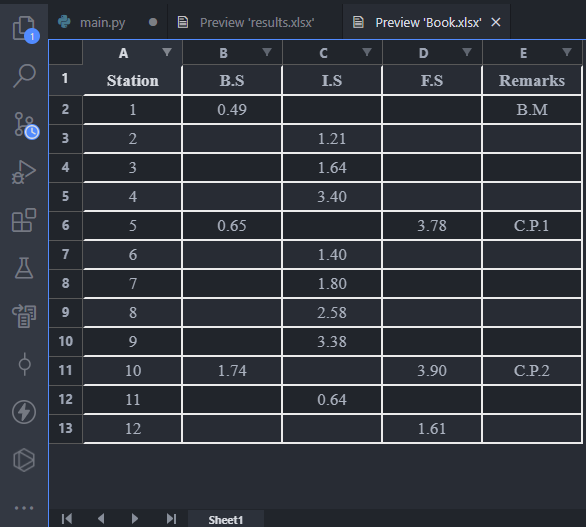 main.py Preview 'results.xlsx' Preview 'Book.xlsx'
1
A B C D E
1 Station B.S I.S F.S Remarks
2 1 0.49 B.M
3 2 1.21
4 3 1.64
5 4 3.40
6 5 0.65 3.78 C.P.1
7 6 1.40
8 7 1.80
9 8 2.58
10 9 3.38
11 10 1.74 3.90 C.P.2
12 11 0.64
13 12 1.61
Sheet1